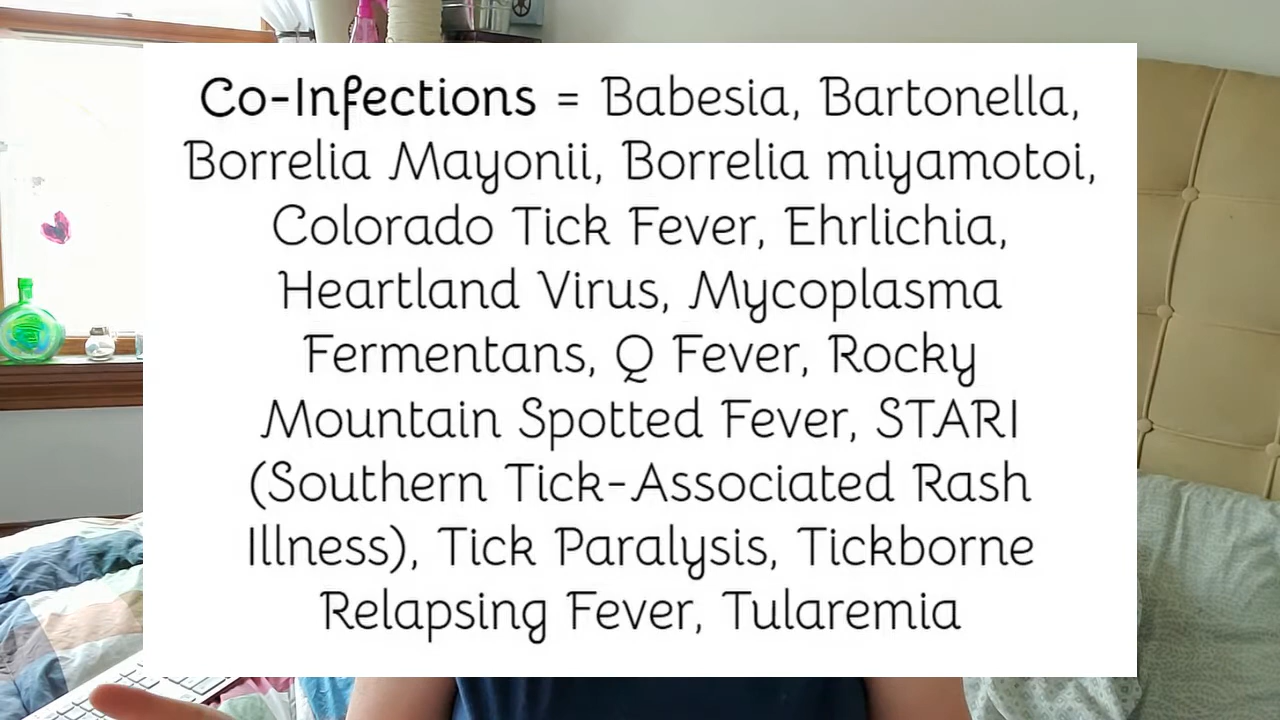 Co-Infections = Babesia, Bartonella,
Borrelia Mayonii, Borrelia miyamotoi,
Colorado Tick Fever, Ehrlichia,
Heartland Virus, Mycoplasma
Fermentans, Q Fever, Rocky
Mountain Spotted Fever, STARI
(Southern Tick-Associated Rash
Illness), Tick Paralysis, Tickborne
Relapsing Fever, Tularemia